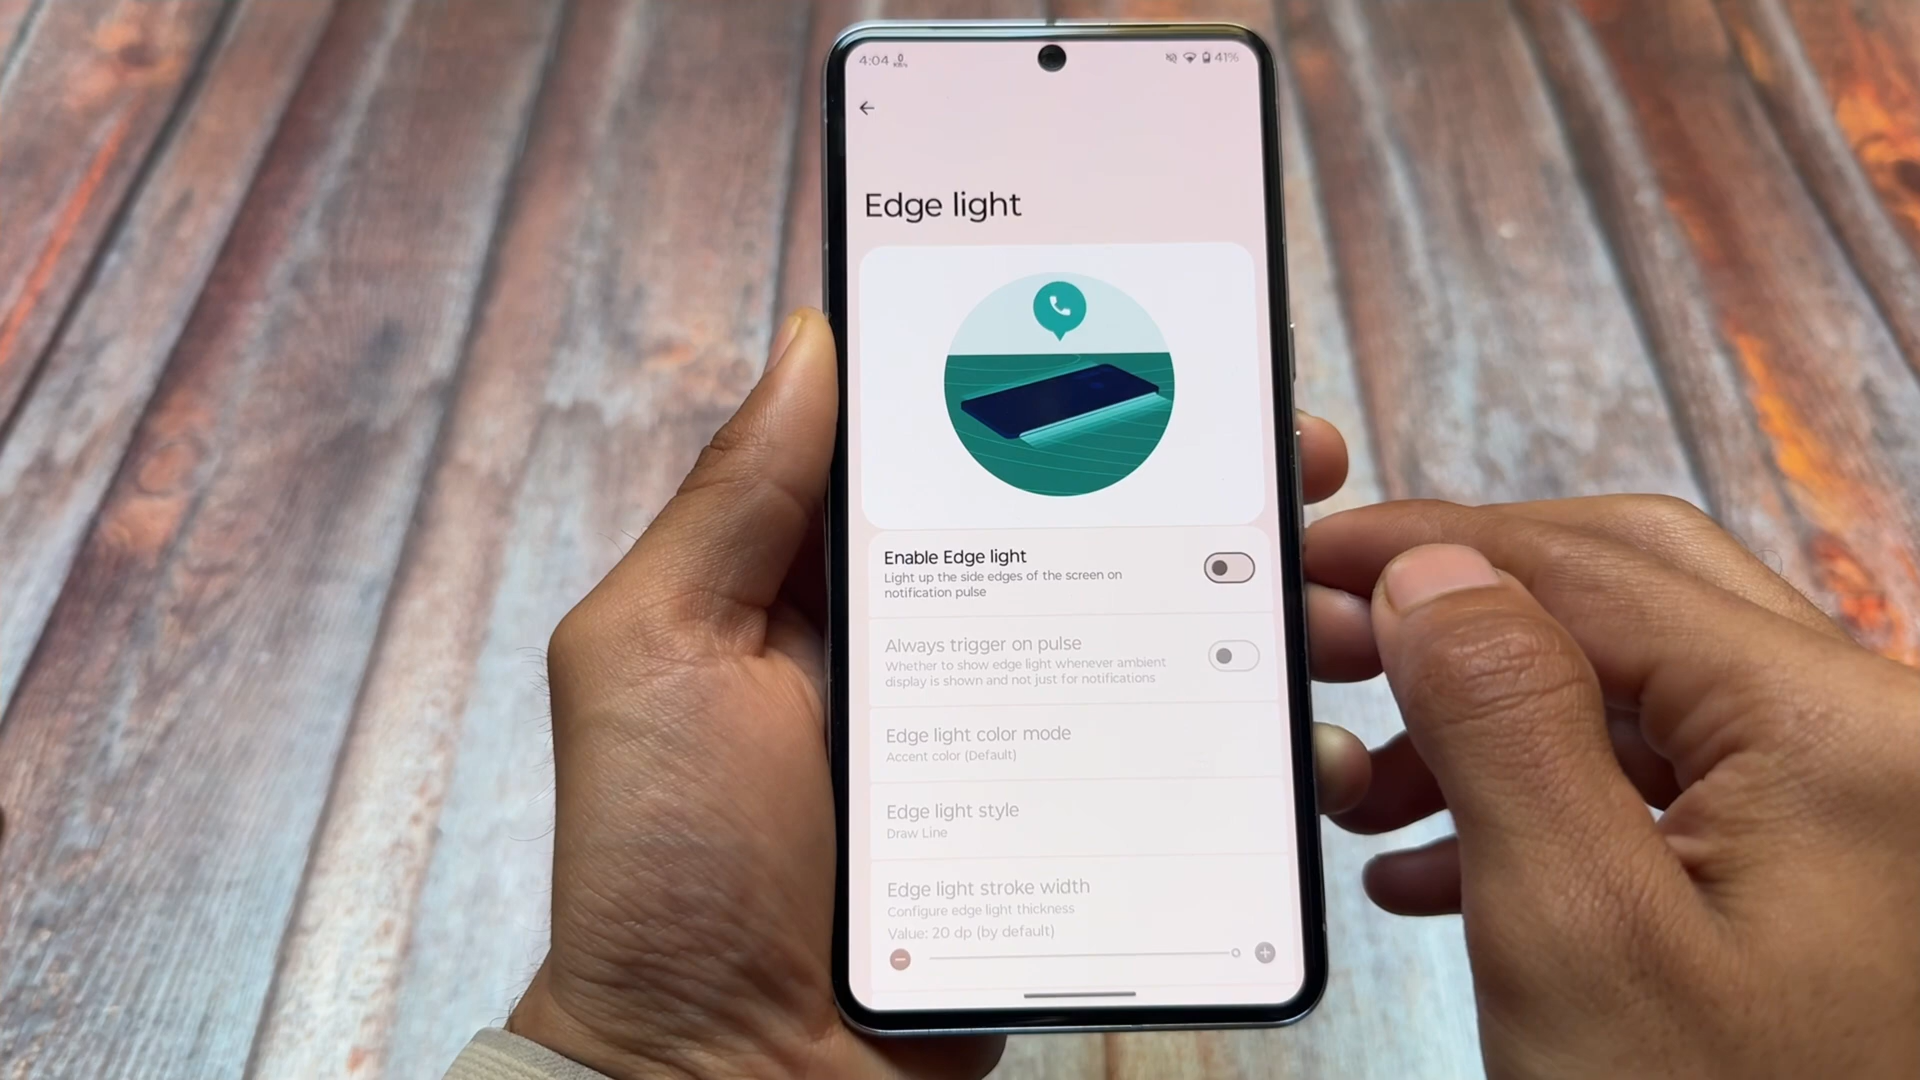 4:04
41%
Edge light
Enable Edge light
Light up the side edges of the screen on
notification pulse
Always trigger on pulse
Whether to show edge light whenever ambient
display is shown and not just for notifications
Edge light color mode
Accent color (Default)
Edge light style
Draw Line
Edge light stroke width
Configure edge light thickness
Value: 20 dp (by default)